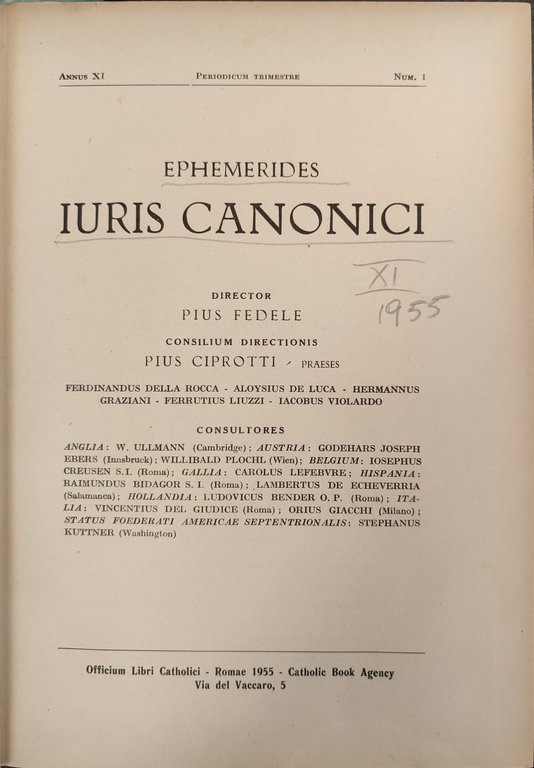 Annus XI Periodicum trimestre Num. 1
EPHEMERIDES
IURIS CANONICI
XI
1955
DIRECTOR
PIUS FEDELE
CONSILIUM DIRECTIONIS
PIUS CIPROTTI - PRAESES
FERDINANDUS DELLA ROCCA - ALOYSIUS DE LUCA - HERMANNUS
GRAZIANI - FERRUTIUS LIUZZI - IACOBUS VIOLARDO
CONSULTORES
ANGLIA: W. ULLMANN (Cambridge); AUSTRIA: GODEHARS JOSEPH
EBERS (Innsbruck); WILLIBALD PLOCHL (Wien); BELGIUM: IOSEPHUS
CREUSEN S.I. (Roma); GALLIA: CAROLUS LEFEBVRE; HISPANIA:
RAIMUNDUS BIDAGOR S. I. (Roma); LAMBERTUS DE ECHEVERRIA
(Salamanca); HOLLANDIA: LUDOVICUS BENDER O. P. (Roma); ITA-
LIA: VINCENTIUS DEL GIUDICE (Roma); ORIUS GIACCHI (Milano);
STATUS FOEDERATI AMERICAE SEPTENTRIONALIS: STEPHANUS
KUTTNER (Washington)
Officium Libri Catholici - Romae 1955 - Catholic Book Agency
Via del Vaccaro, 5